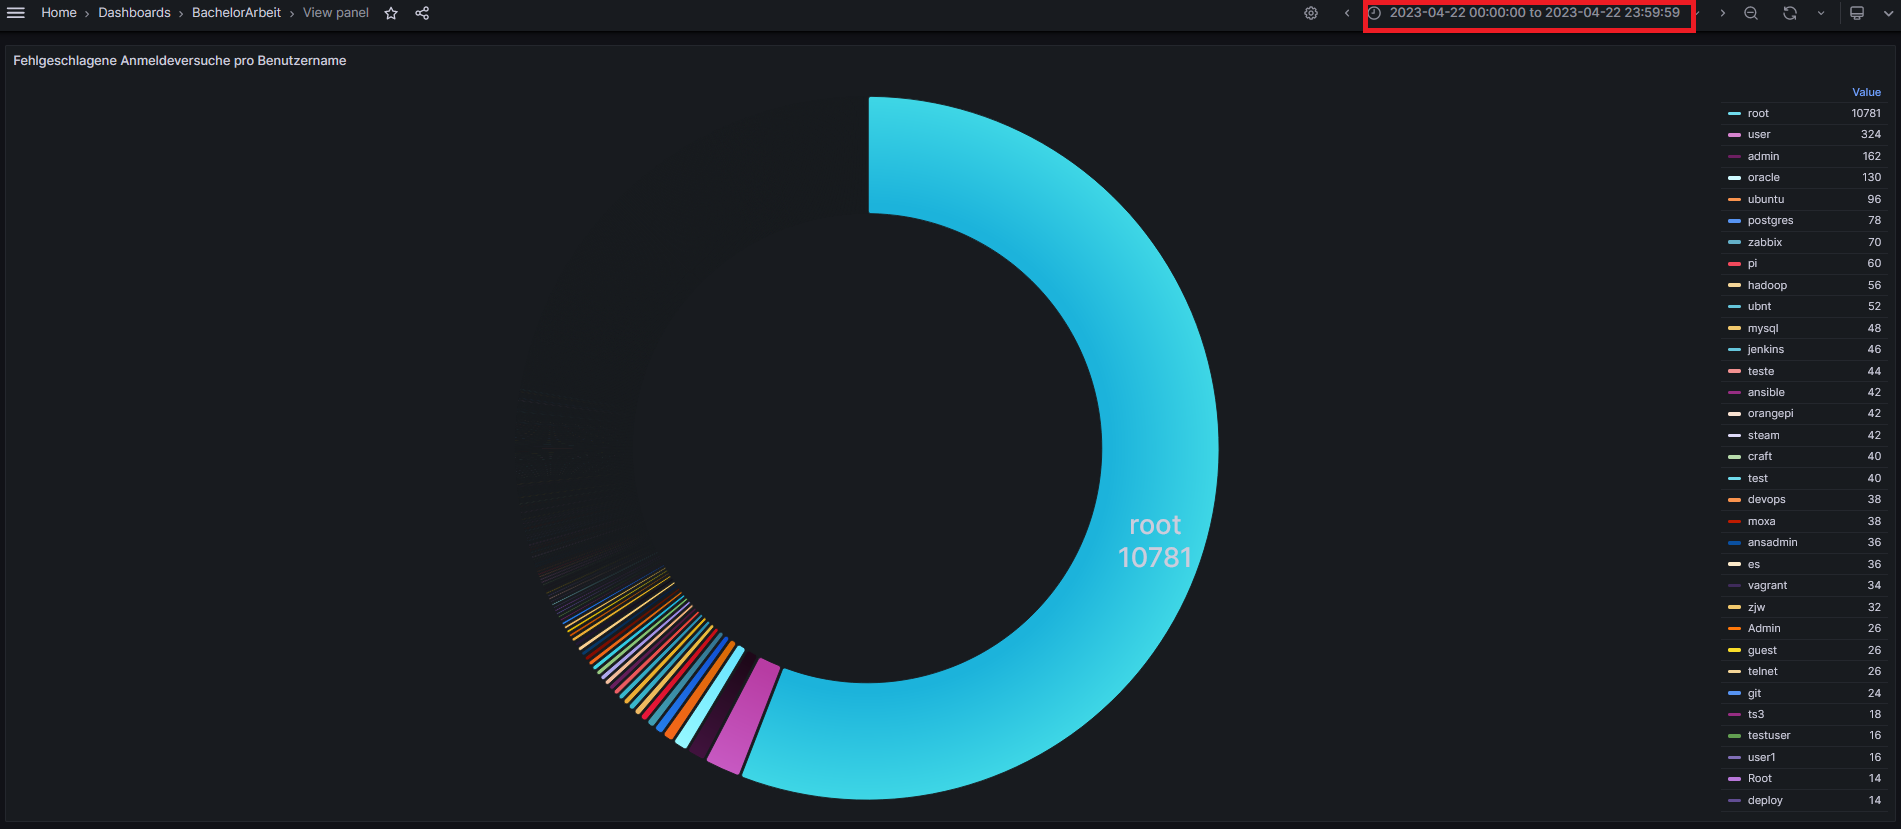 Home › Dashboards › BachelorArbeit › View panel
2023-04-22 00:00:00 to 2023-04-22 23:59:59
Fehlgeschlagene Anmeldeversuche pro Benutzername
root
10781
Value
root 10781
user 324
admin 162
oracle 130
ubuntu 96
postgres 78
zabbix 70
pi 60
hadoop 56
ubnt 52
mysql 48
jenkins 46
teste 44
ansible 42
orangepi 42
steam 42
craft 40
test 40
devops 38
moxa 38
ansadmin 36
es 36
vagrant 34
zjw 32
Admin 26
guest 26
telnet 26
git 24
ts3 18
testuser 16
user1 16
Root 14
deploy 14